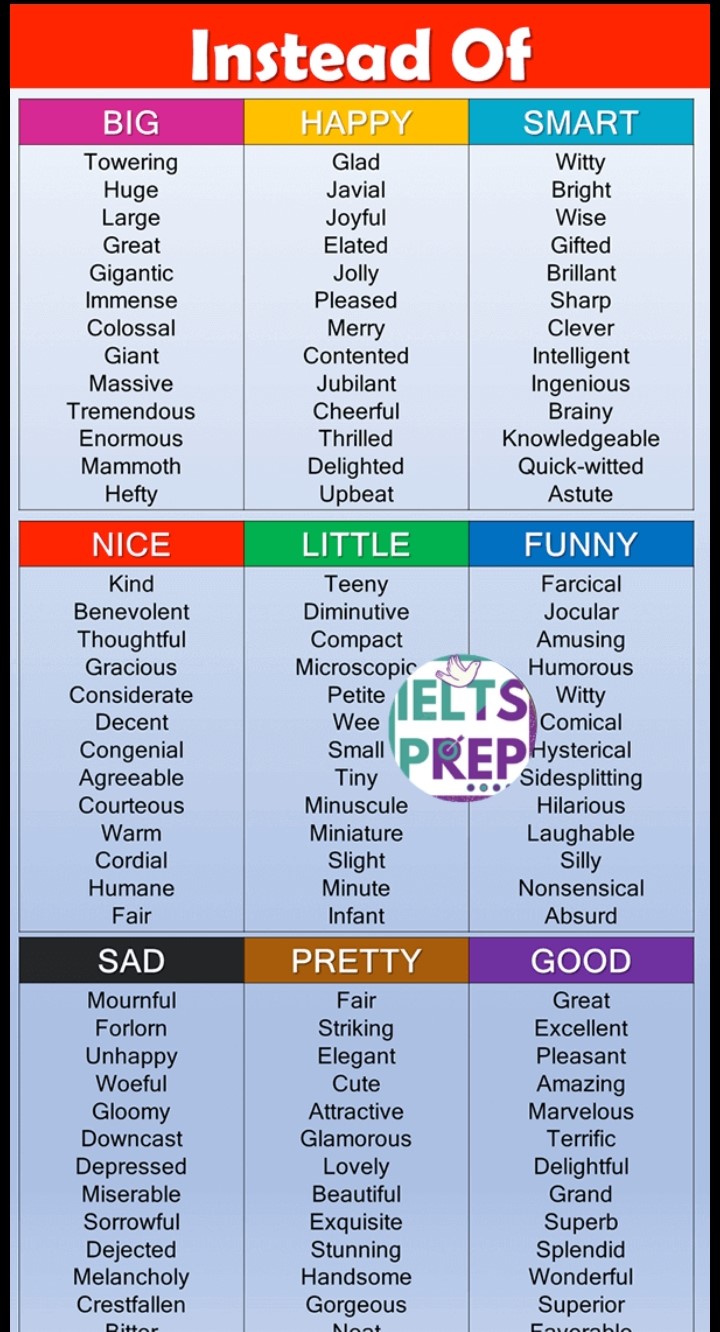 Instead Of
BIG
Towering
Huge
Large
Great
Gigantic
Immense
Colossal
Giant
Massive
Tremendous
Enormous
Mammoth
Hefty
HAPPY
Glad
Javial
Joyful
Elated
Jolly
Pleased
Merry
Contented
Jubilant
Cheerful
Thrilled
Delighted
Upbeat
SMART
Witty
Bright
Wise
Gifted
Brillant
Sharp
Clever
Intelligent
Ingenious
Brainy
Knowledgeable
Quick-witted
Astute
NICE
Kind
Benevolent
Thoughtful
Gracious
Considerate
Decent
Congenial
Agreeable
Courteous
Warm
Cordial
Humane
Fair
LITTLE
Teeny
Diminutive
Compact
Microscopic
Petite
Wee
Small
Tiny
Minuscule
Miniature
Slight
Minute
Infant
IELTS
PREP
FUNNY
Farcical
Jocular
Amusing
Humorous
Witty
Comical
Hysterical
Sidesplitting
Hilarious
Laughable
Silly
Nonsensical
Absurd
SAD
Mournful
Forlorn
Unhappy
Woeful
Gloomy
Downcast
Depressed
Miserable
Sorrowful
Dejected
Melancholy
Crestfallen
Bitter
PRETTY
Fair
Striking
Elegant
Cute
Attractive
Glamorous
Lovely
Beautiful
Exquisite
Stunning
Handsome
Gorgeous
Neat
GOOD
Great
Excellent
Pleasant
Amazing
Marvelous
Terrific
Delightful
Grand
Superb
Splendid
Wonderful
Superior
Favorable